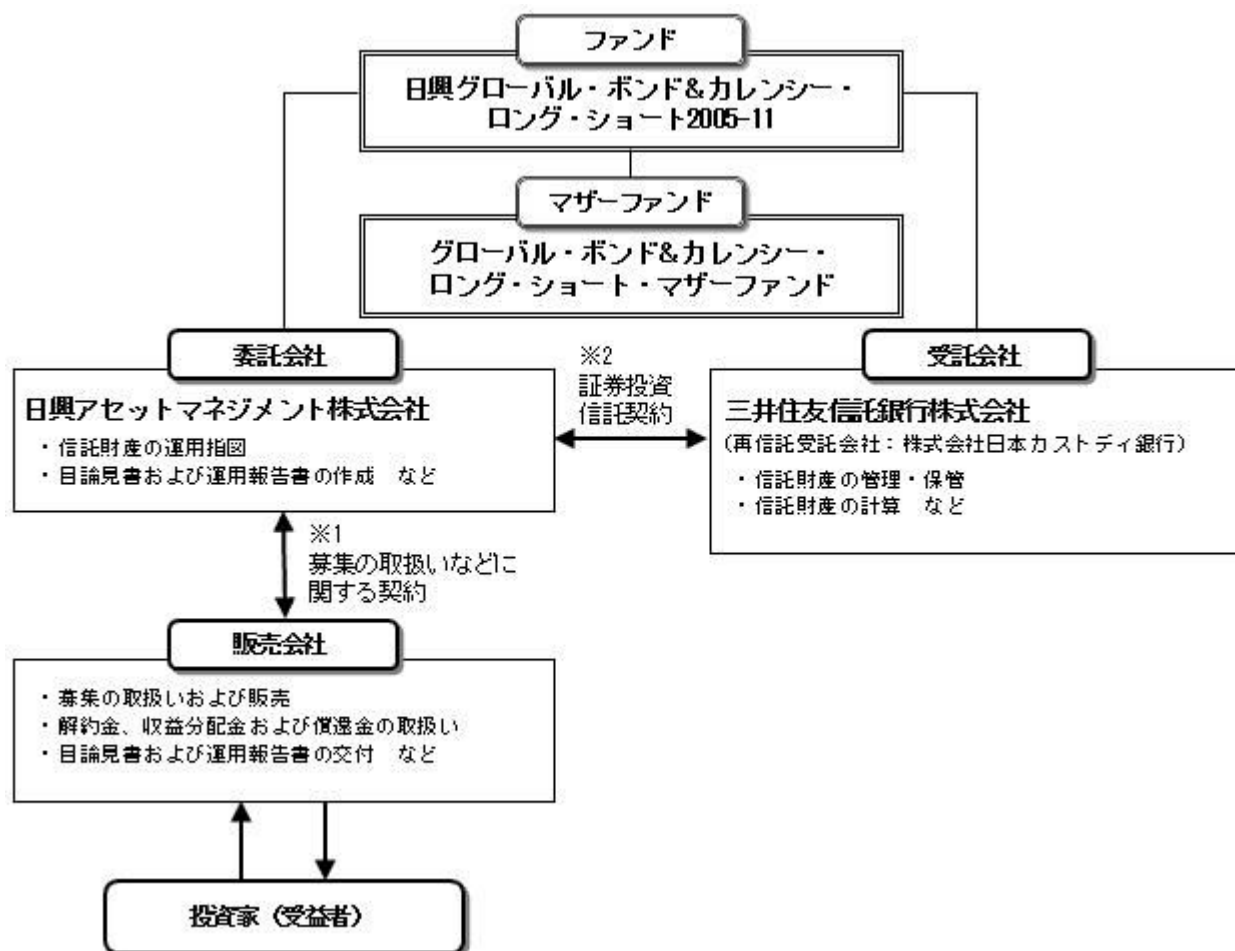 ファンド
日興グローバル・ボンド&カレンシー・
ロング・ショート2005-11
マザーファンド
グローバル・ボンド&カレンシー・
ロング・ショート・マザーファンド
委託会社
日興アセットマネジメント株式会社
・信託財産の運用指図
・目論見書および運用報告書の作成 など
※2
証券投資
信託契約
受託会社
三井住友信託銀行株式会社
(再信託受託会社：株式会社日本カストディ銀行)
・信託財産の管理・保管
・信託財産の計算 など
※1
募集の取扱いなどに
関する契約
販売会社
・募集の取扱いおよび販売
・解約金、収益分配金および償還金の取扱い
・目論見書および運用報告書の交付 など
投資家（受益者）